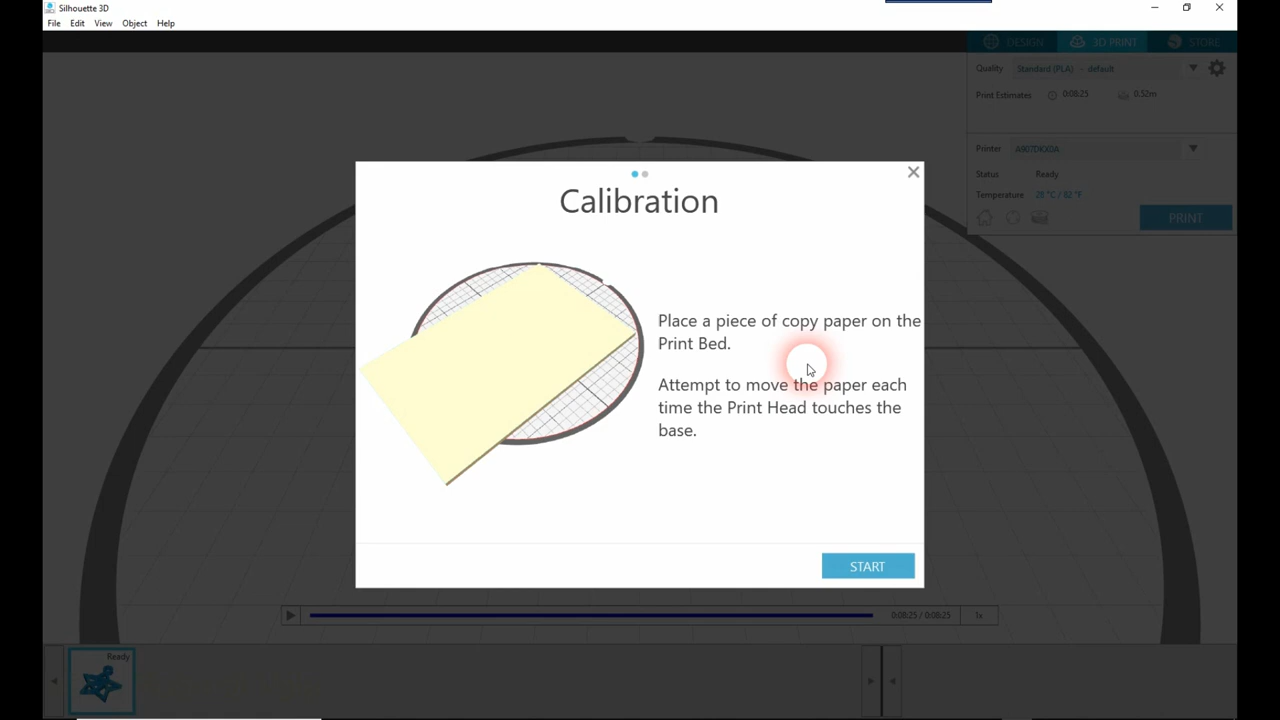 Silhouette 3D
File Edit View Object Help
DESIGN 3D PRINT STORE
Quality Standard (PLA) - default
Print Estimates 0:08:25 0.52m
Printer
Status Ready
Temperature 28 °C / 82 °F
PRINT
Calibration
Place a piece of copy paper on the
Print Bed.
Attempt to move the paper each
time the Print Head touches the
base.
START
0:08:25 / 0:08:25 1x
Ready